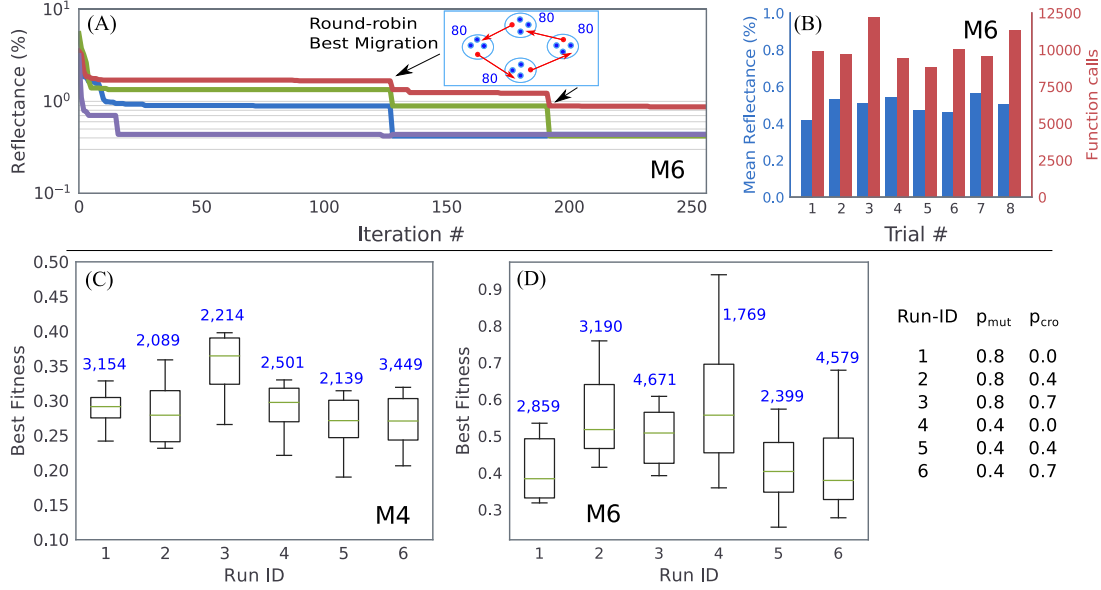 (A)
Round-robin
Best Migration
80
80
80
80
M6
Reflectance (%)
10¹
10⁰
10⁻¹
0 50 100 150 200 250
Iteration #
(B)
M6
Mean Reflectance (%)
1.0
0.8
0.6
0.4
0.2
0.0
Function calls
12500
10000
7500
5000
2500
0
1 2 3 4 5 6 7 8
Trial #
(C)
Best Fitness
0.50
0.45
0.40
0.35
0.30
0.25
0.20
0.15
0.10
3,154
2,089
2,214
2,501
2,139
3,449
M4
1 2 3 4 5 6
Run ID
(D)
Best Fitness
0.9
0.8
0.7
0.6
0.5
0.4
0.3
2,859
3,190
4,671
1,769
2,399
4,579
M6
1 2 3 4 5 6
Run ID
Run-ID pmut pcro
1 0.8 0.0
2 0.8 0.4
3 0.8 0.7
4 0.4 0.0
5 0.4 0.4
6 0.4 0.7